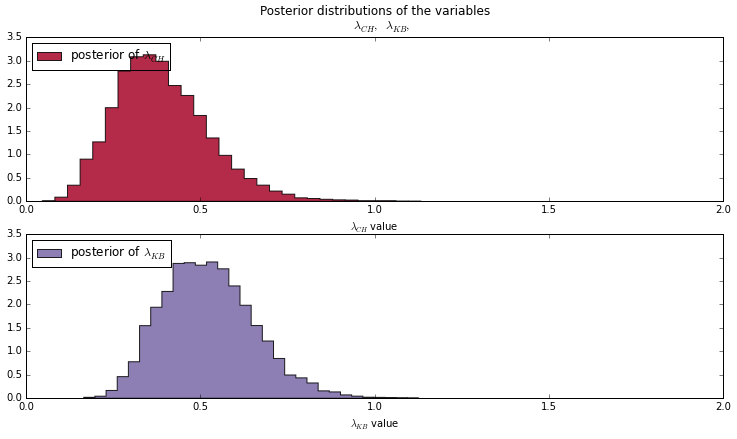 Posterior distributions of the variables
λ_CH, λ_KB,
3.5
3.0
2.5
2.0
1.5
1.0
0.5
0.0
posterior of λ_CH
0.0 0.5 1.0 1.5 2.0
λ_CH value
3.5
3.0
2.5
2.0
1.5
1.0
0.5
0.0
posterior of λ_KB
0.0 0.5 1.0 1.5 2.0
λ_KB value